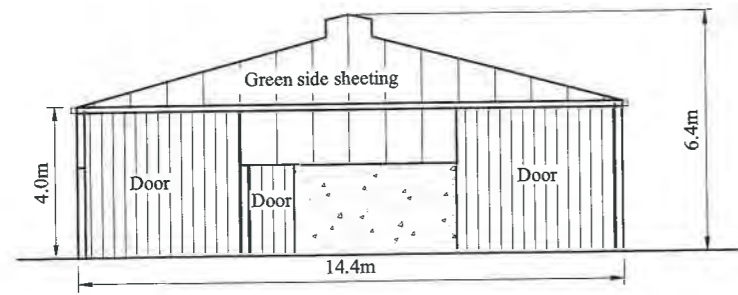 Green side sheeting
6.4m
4.0m
Door
Door
Door
14.4m